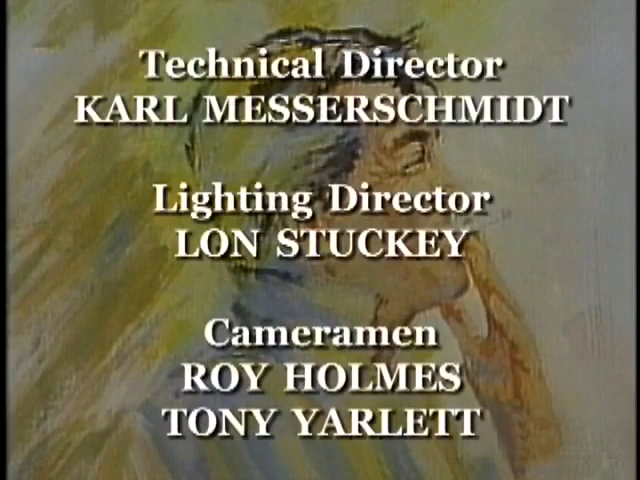 Technical Director
KARL MESSERSCHMIDT
Lighting Director
LON STUCKEY
Cameramen
ROY HOLMES
TONY YARLETT